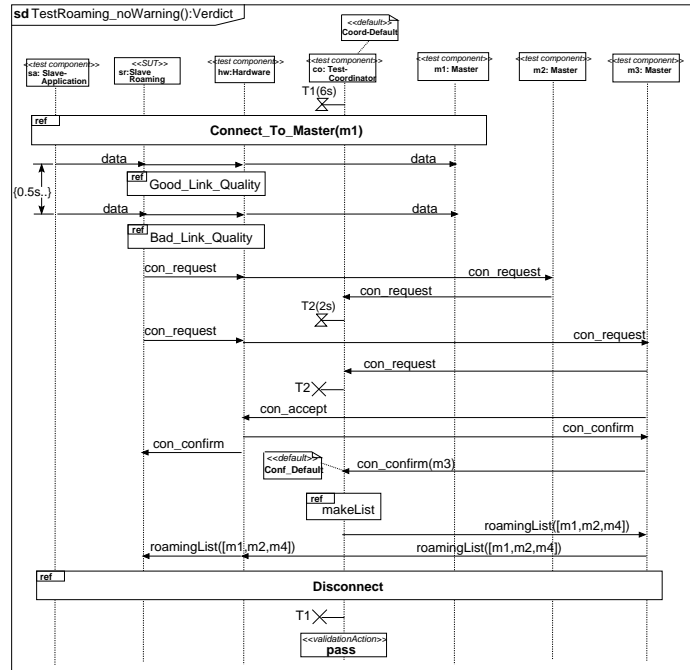 sd TestRoaming_noWarning():Verdict
<<default>>
Coord-Default
<<test component>>
sa: Slave-
Application
<<SUT>>
sr:Slave
Roaming
<<test component>>
hw:Hardware
<<test component>>
co: Test-
Coordinator
<<test component>>
m1: Master
<<test component>>
m2: Master
<<test component>>
m3: Master
T1(6s)
ref
Connect_To_Master(m1)
data
data
ref
Good_Link_Quality
{0.5s..}
data
data
ref
Bad_Link_Quality
con_request
con_request
con_request
T2(2s)
con_request
con_request
con_request
T2
con_accept
con_confirm
con_confirm
<<default>>
Conf_Default
con_confirm(m3)
ref
makeList
roamingList([m1,m2,m4])
roamingList([m1,m2,m4])
roamingList([m1,m2,m4])
ref
Disconnect
T1
<<validationAction>>
pass